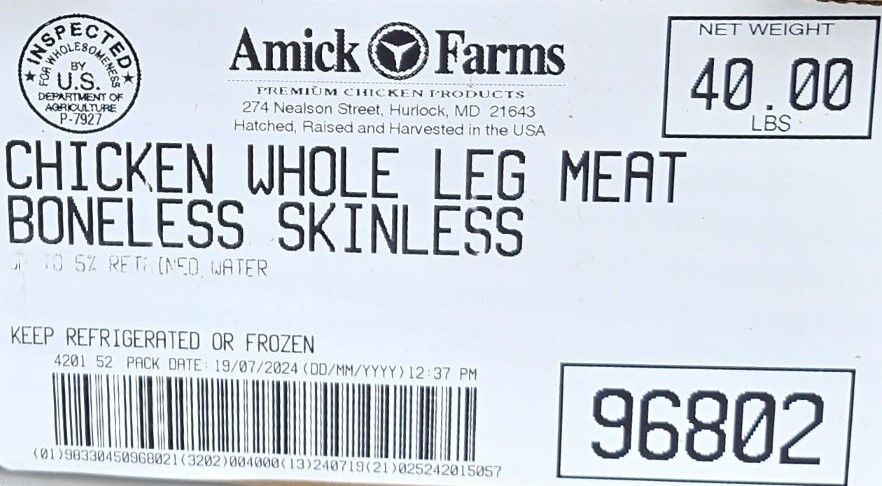 INSPECTED
FOR WHOLESOMENESS
BY
U.S.
DEPARTMENT OF
AGRICULTURE
P-7927
Amick Farms
PREMIUM CHICKEN PRODUCTS
274 Nealson Street, Hurlock, MD 21643
Hatched, Raised and Harvested in the USA
NET WEIGHT
40.00
LBS
CHICKEN WHOLE LEG MEAT
BONELESS SKINLESS
UP TO 5% RETAINED WATER
KEEP REFRIGERATED OR FROZEN
4201 52 PACK DATE: 19/07/2024 (DD/MM/YYYY) 12:37 PM
(01)98330450968021(3202)004000(13)240719(21)025242015057
96802